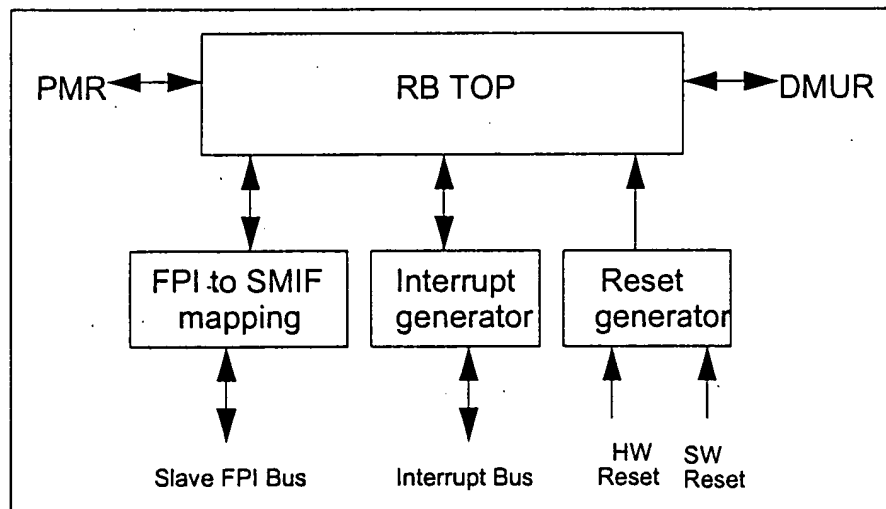 PMR
RB TOP
DMUR
FPI to SMIF
mapping
Interrupt
generator
Reset
generator
Slave FPI Bus
Interrupt Bus
HW
Reset
SW
Reset